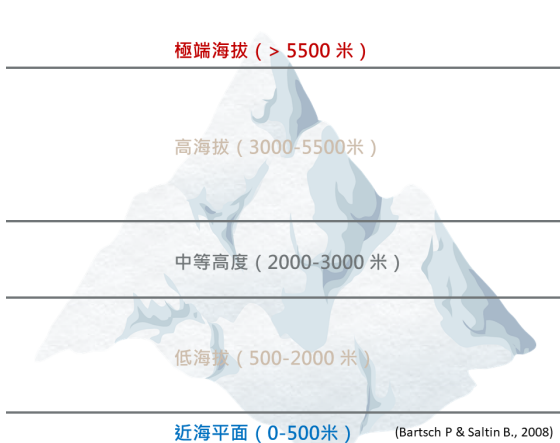 極端海拔（> 5500 米）
高海拔（3000-5500米）
中等高度（2000-3000 米）
低海拔（500-2000 米）
近海平面（0-500米）
(Bartsch P & Saltin B., 2008)